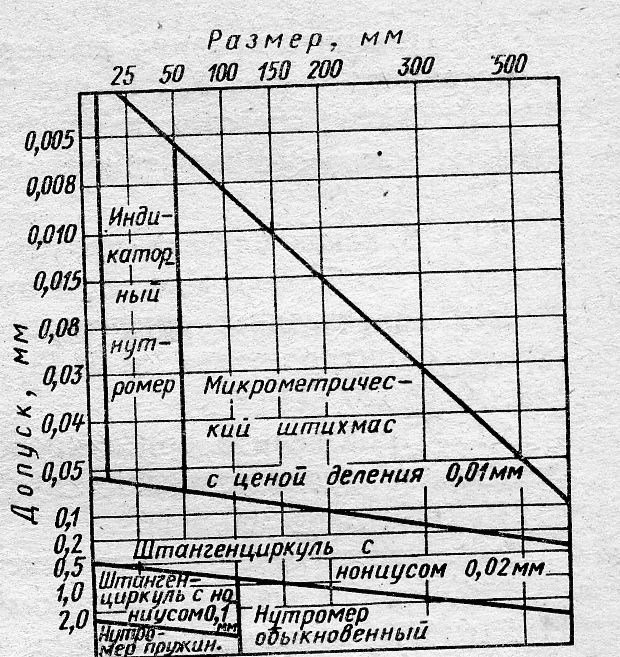 Размер, мм
25 50 100 150 200 300 500
Допуск, мм
0,005
0,008
0,010
0,015
0,08
0,03
0,04
0,05
0,1
0,2
0,5
1,0
2,0
Инди-
катор
ный
нут-
ромер
Микрометричес-
кий штихмас
с ценой деления 0,01мм
Штангенциркуль с
нониусом 0,02мм
Штанген-
циркуль с но
ниусом 0,1
мм
Нутро-
мер пружин.
Нутромер
обыкновенный